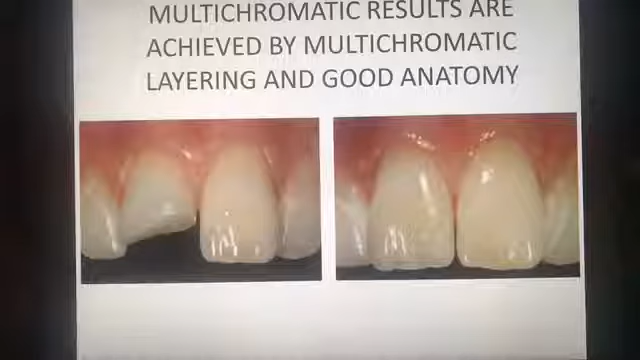 MULTICHROMATIC RESULTS ARE
ACHIEVED BY MULTICHROMATIC
LAYERING AND GOOD ANATOMY